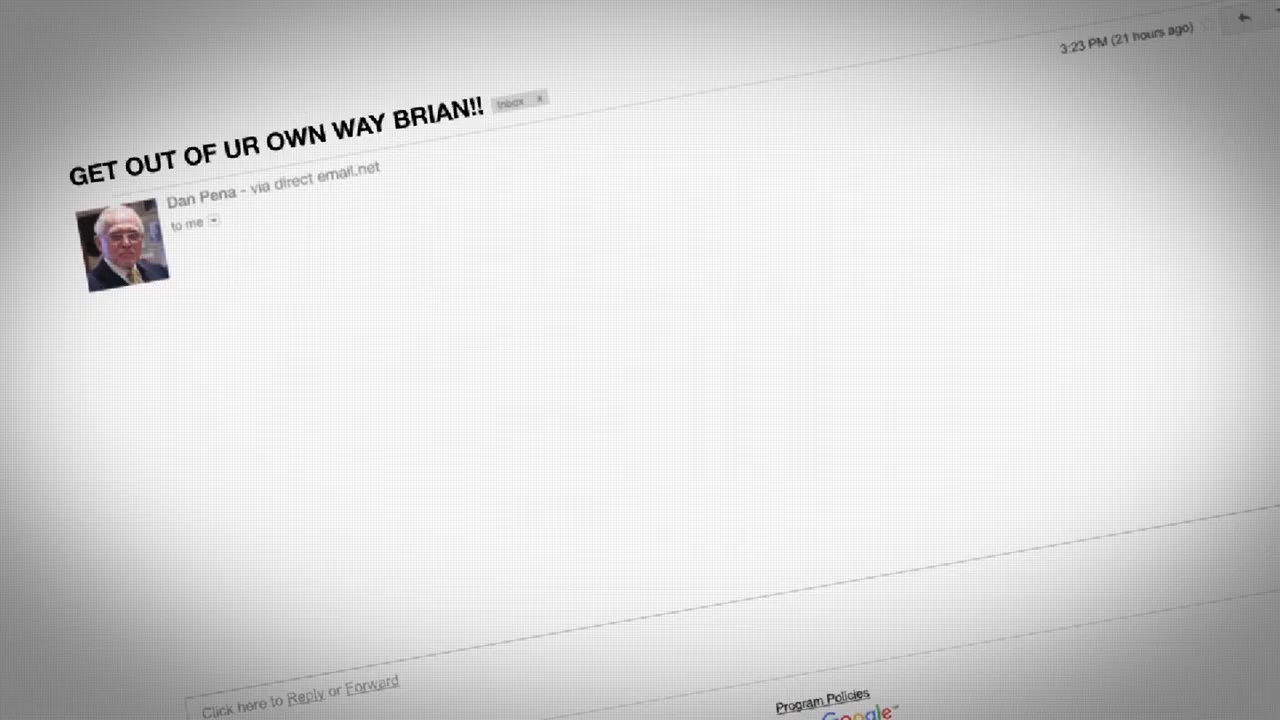 3:23 PM (21 hours ago)
GET OUT OF UR OWN WAY BRIAN!! Inbox x
Dan Pena - via direct email.net
to me
Click here to Reply or Forward
Program Policies
Google™